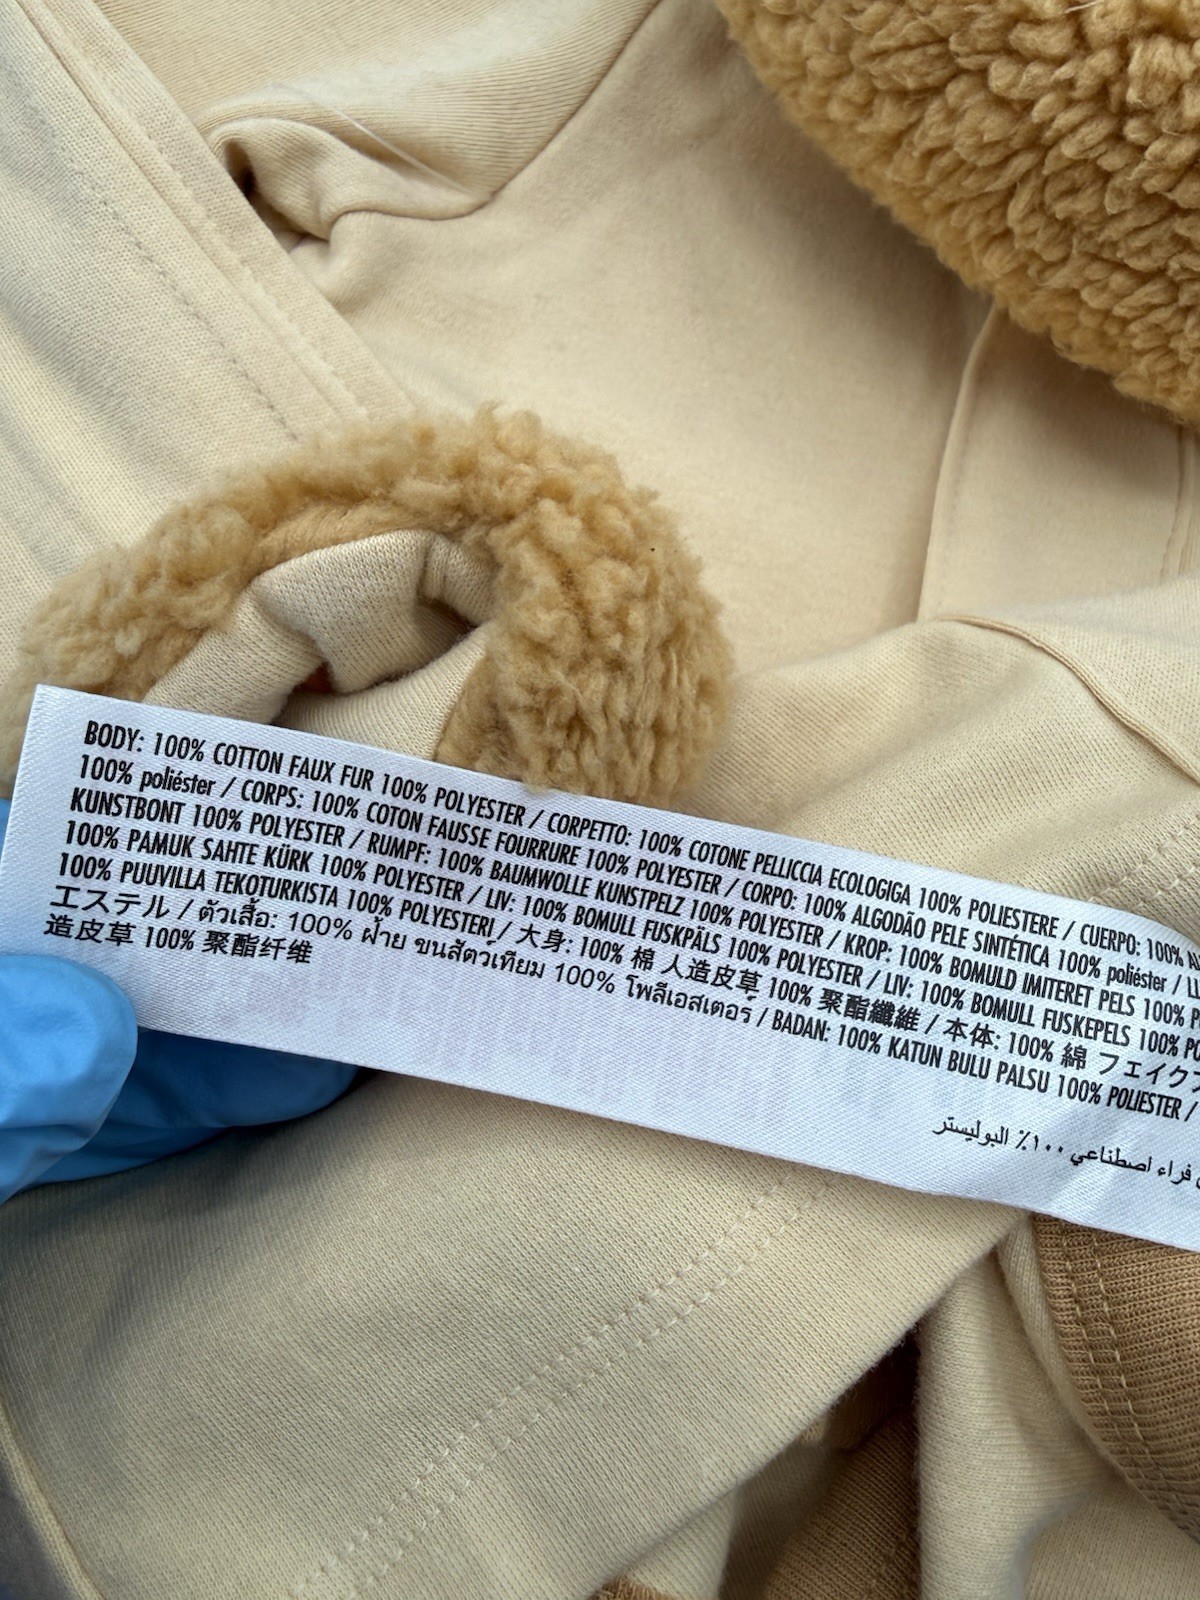 BODY: 100% COTTON FAUX FUR 100% POLYESTER / CORPETTO: 100% COTONE PELLICCIA ECOLOGIGA 100% POLIESTERE / CUERPO: 100%
100% poliéster / CORPS: 100% COTON FAUSSE FOURRURE 100% POLYESTER / CORPO: 100% ALGODÃO PELE SINTÉTICA 100% poliéster /
KUNSTBONT 100% POLYESTER / RUMPF: 100% BAUMWOLLE KUNSTPELZ 100% POLYESTER / KROP: 100% BOMULD IMITERET PELS 100%
100% PAMUK SAHTE KÜRK 100% POLYESTER / LIV: 100% BOMULL FUSKPÄLS 100% POLYESTER / LIV: 100% BOMULL FUSKEPELS 100%
100% PUUVILLA TEKOTURKISTA 100% POLYESTERI / 大身: 100% 棉 人造皮草 100% 聚酯纖維 / 本体: 100% 綿 フェイク
エステル / ตัวเสื้อ: 100% ฝ้าย ขนสัตว์เทียม 100% โพลีเอสเตอร์ / BADAN: 100% KATUN BULU PALSU 100% POLIESTER /
造皮草 100% 聚酯纤维
فراء اصطناعي ١٠٠٪ البوليستر